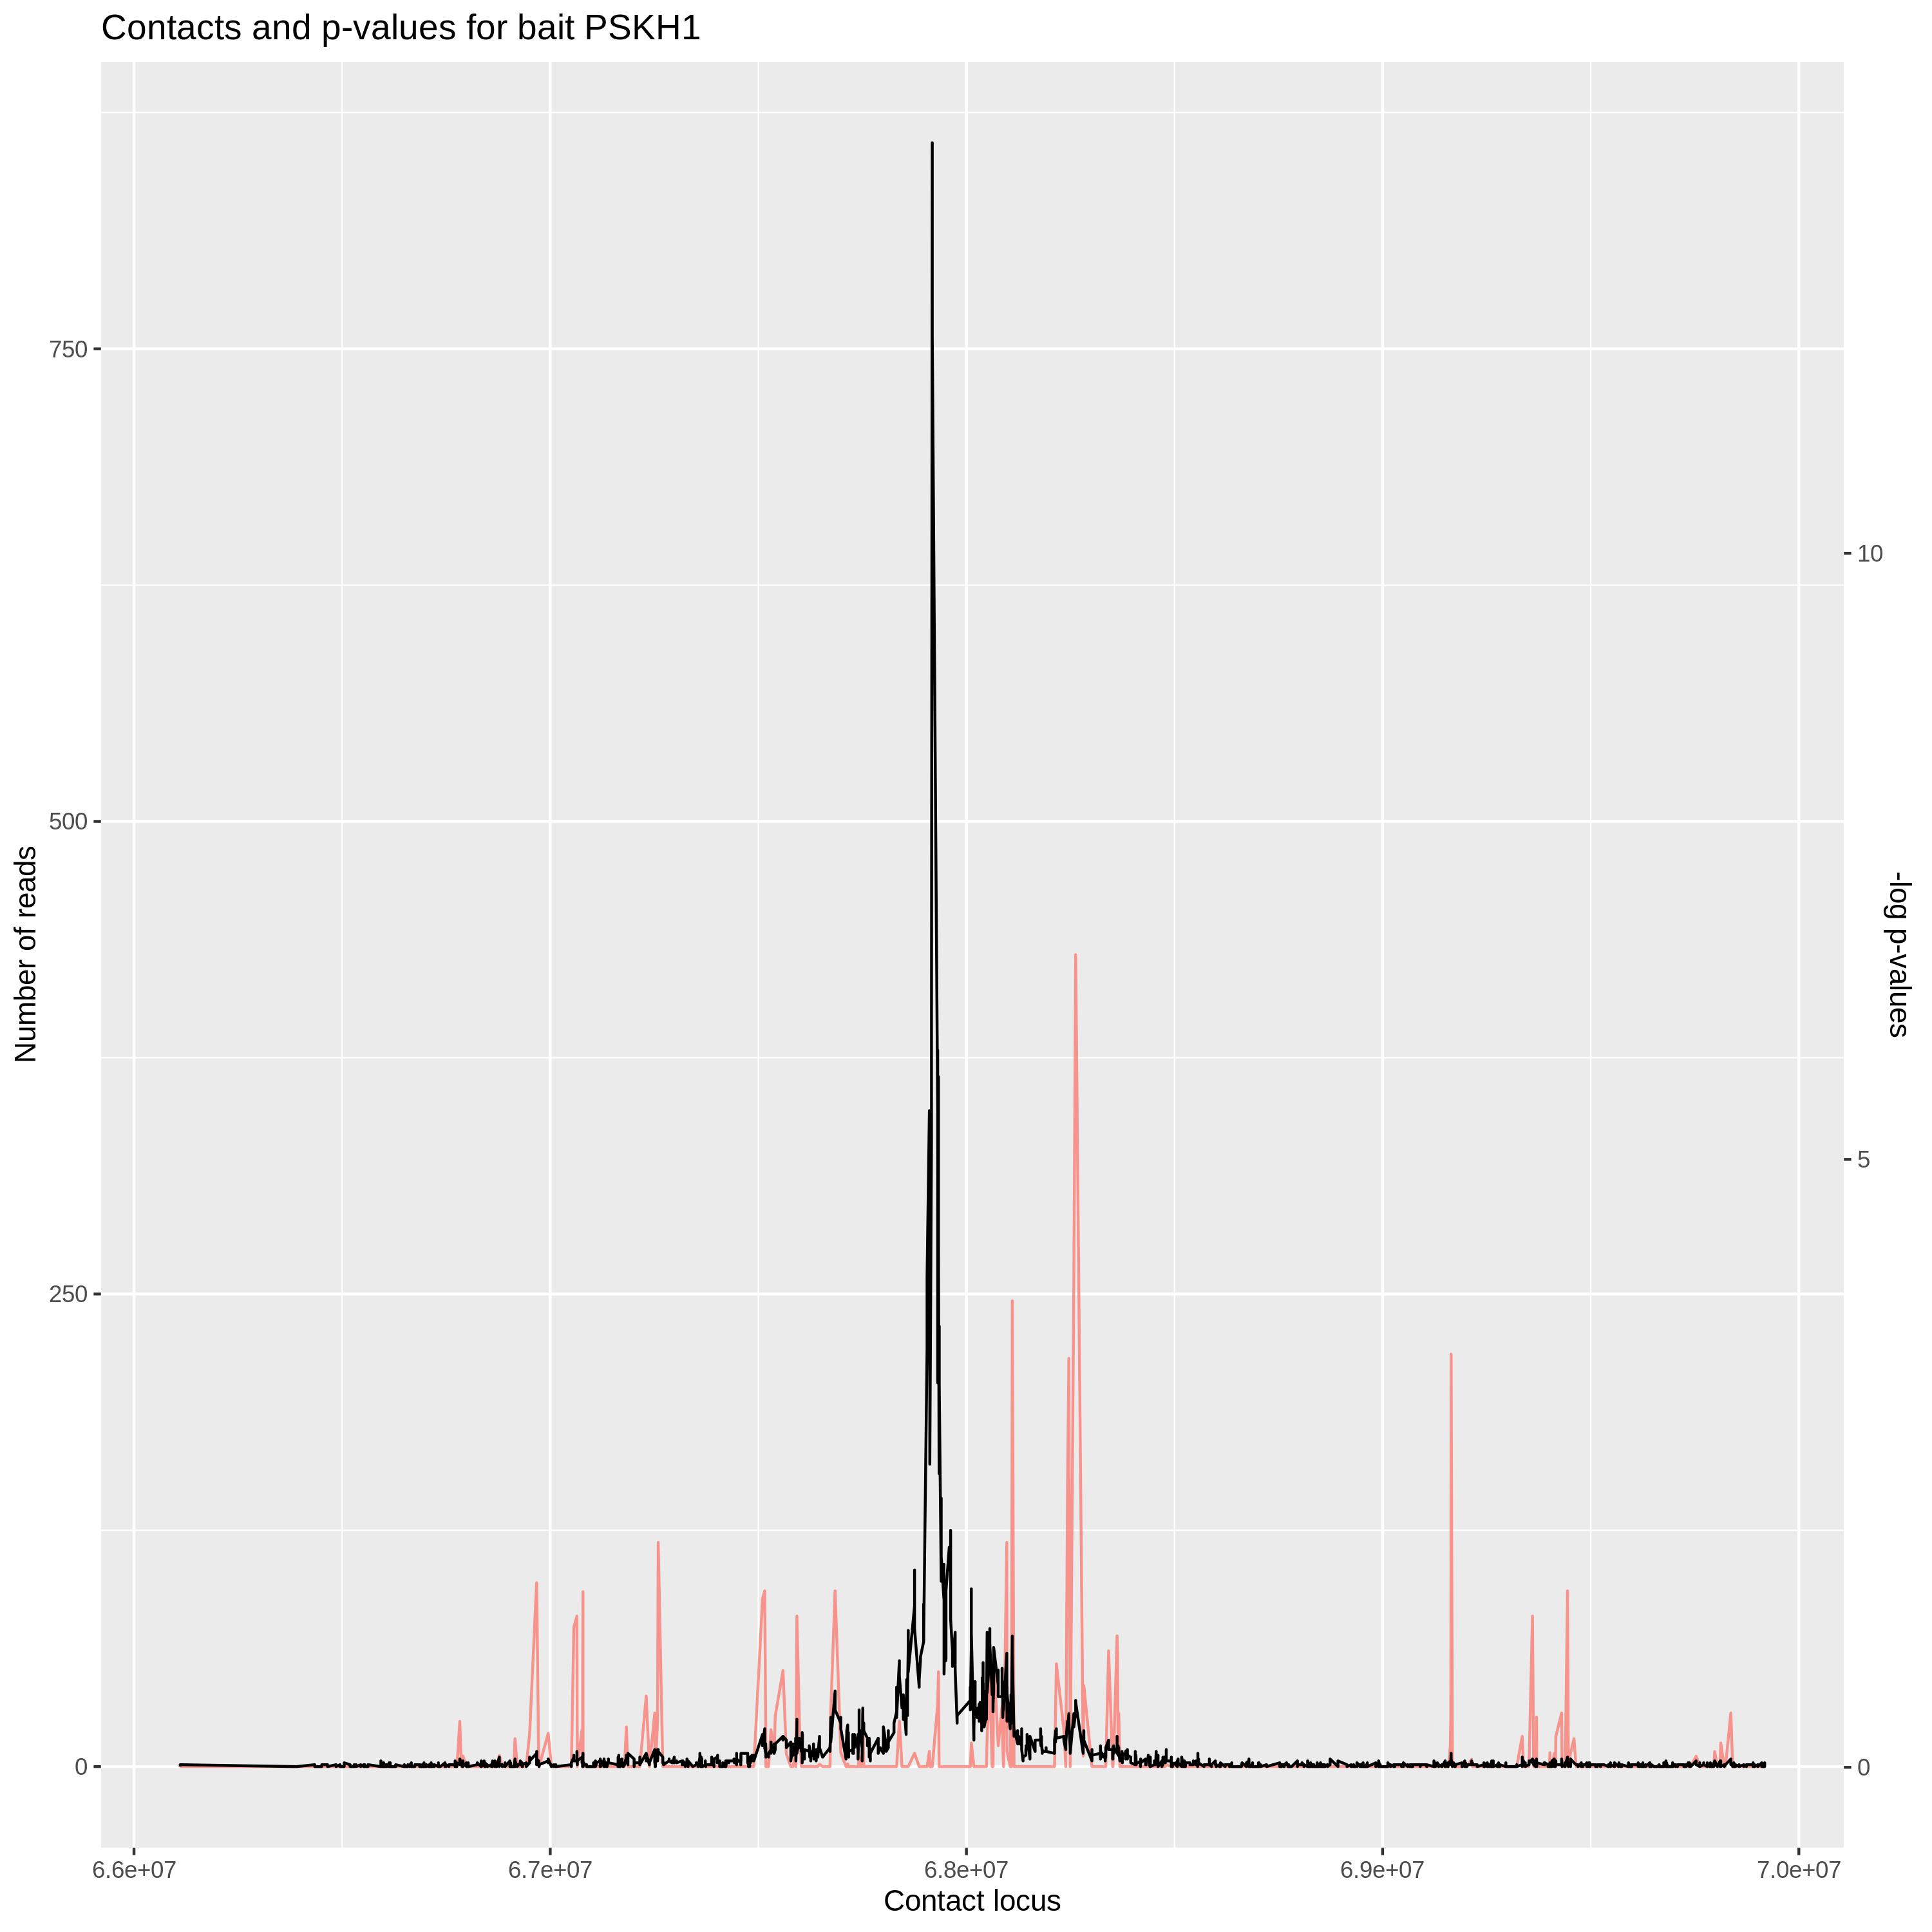 Contacts and p-values for bait PSKH1
750
500
250
0
Number of reads
10
5
0
-log p-values
6.6e+07
6.7e+07
6.8e+07
6.9e+07
7.0e+07
Contact locus